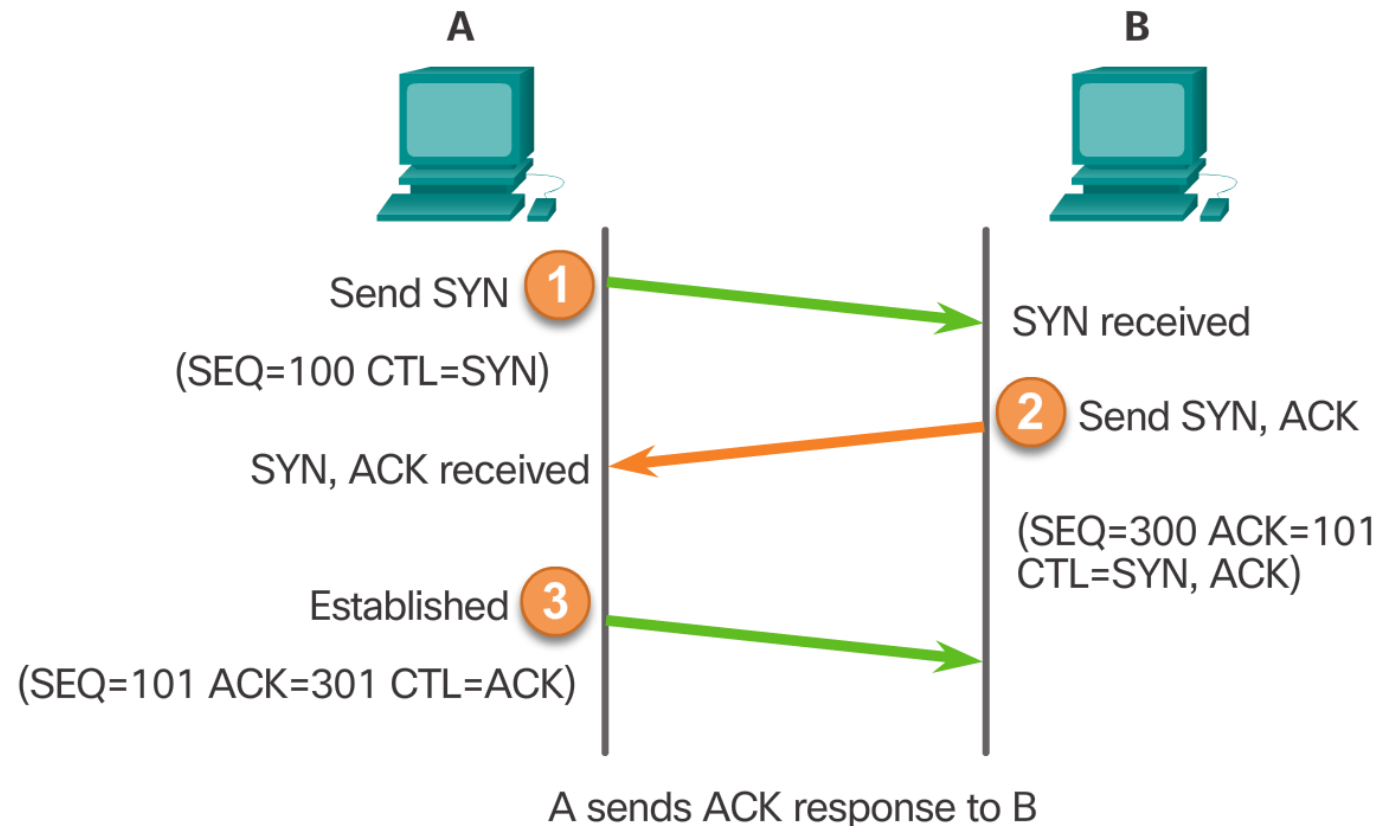 A
B
Send SYN
1
SYN received
(SEQ=100 CTL=SYN)
2
Send SYN, ACK
SYN, ACK received
(SEQ=300 ACK=101
CTL=SYN, ACK)
Established
3
(SEQ=101 ACK=301 CTL=ACK)
A sends ACK response to B